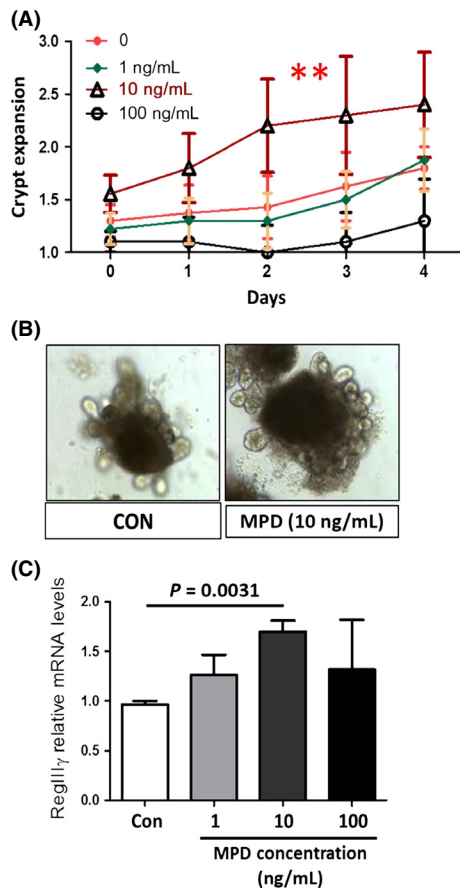 (A)
3.0
2.5
2.0
1.5
1.0
Crypt expansion
0
1 ng/mL
10 ng/mL
100 ng/mL
**
0 1 2 3 4
Days
(B)
CON MPD (10 ng/mL)
(C)
P = 0.0031
2.0
1.5
1.0
0.5
0.0
RegIIIγ relative mRNA levels
Con 1 10 100
MPD concentration
(ng/mL)